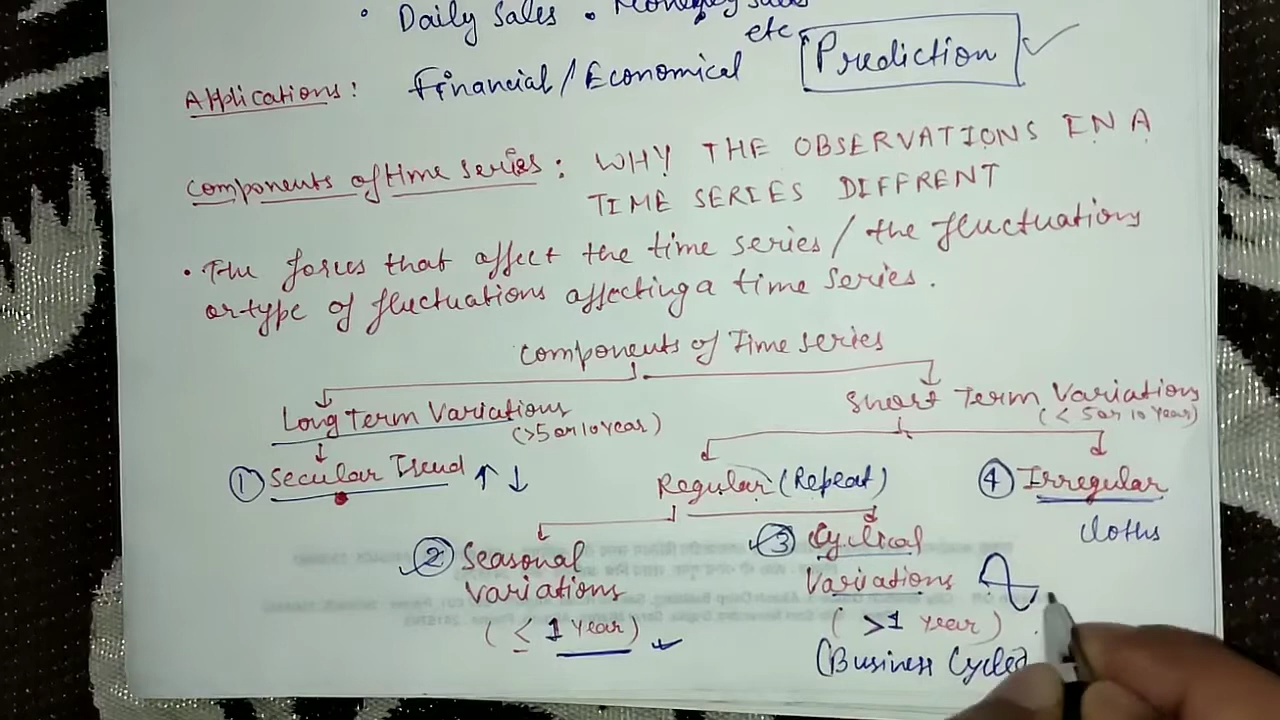 • Daily Sales • Money
etc.
Applications: Financial/Economical Prediction
Components of time series: WHY THE OBSERVATIONS IN A
TIME SERIES DIFFRENT
• The forces that affect the time series/the fluctuations
or type of fluctuations affecting a time series.
Components of Time series
Long Term Variations
(>5 or 10 year)
Short Term Variations
(< 5 or 10 year)
① Secular Trend ↑ ↓
Regular (Repeat)
④ Irregular
cloths
② Seasonal
variations
(≤ 1 year)
③ Cyclical
Variations
(>1 year)
(Business Cycle)